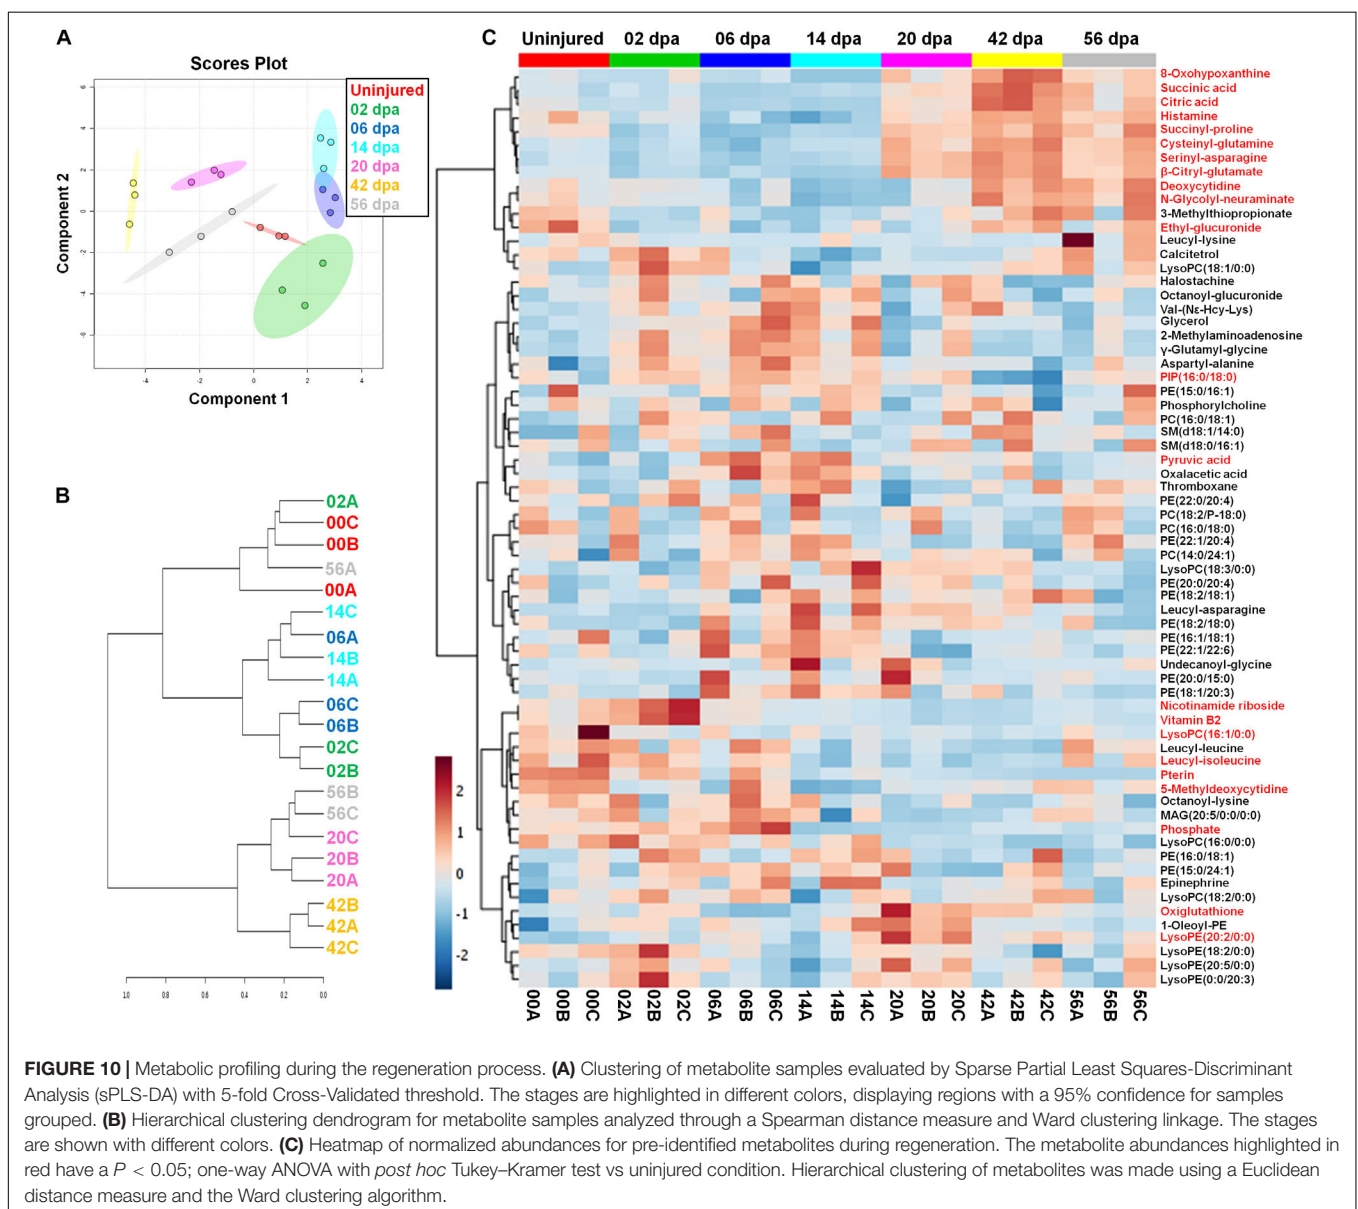 A
Scores Plot
Uninjured
02 dpa
06 dpa
14 dpa
20 dpa
42 dpa
56 dpa
6
4
2
0
-2
-4
-6
Component 2
-4
-2
0
2
4
Component 1
B
02A
00C
00B
56A
00A
14C
06A
14B
14A
06C
06B
02C
02B
56B
56C
20C
20B
20A
42B
42A
42C
1.0 0.8 0.6 0.4 0.2 0.0
C
Uninjured 02 dpa 06 dpa 14 dpa 20 dpa 42 dpa 56 dpa
8-Oxohypoxanthine
Succinic acid
Citric acid
Histamine
Succinyl-proline
Cysteinyl-glutamine
Serinyl-asparagine
β-Citryl-glutamate
Deoxycytidine
N-Glycolyl-neuraminate
3-Methylthiopropionate
Ethyl-glucuronide
Leucyl-lysine
Calcitetrol
LysoPC(18:1/0:0)
Halostachine
Octanoyl-glucuronide
Val-(Nε-Hcy-Lys)
Glycerol
2-Methylaminoadenosine
γ-Glutamyl-glycine
Aspartyl-alanine
PIP(16:0/18:0)
PE(15:0/16:1)
Phosphorylcholine
PC(16:0/18:1)
SM(d18:1/14:0)
SM(d18:0/16:1)
Pyruvic acid
Oxalacetic acid
Thromboxane
PE(22:0/20:4)
PC(18:2/P-18:0)
PC(16:0/18:0)
PE(22:1/20:4)
PC(14:0/24:1)
LysoPC(18:3/0:0)
PE(20:0/20:4)
PE(18:2/18:1)
Leucyl-asparagine
PE(18:2/18:0)
PE(16:1/18:1)
PE(22:1/22:6)
Undecanoyl-glycine
PE(20:0/15:0)
PE(18:1/20:3)
Nicotinamide riboside
Vitamin B2
LysoPC(16:1/0:0)
Leucyl-leucine
Leucyl-isoleucine
Pterin
5-Methyldeoxycytidine
Octanoyl-lysine
MAG(20:5/0:0/0:0)
Phosphate
LysoPC(16:0/0:0)
PE(16:0/18:1)
PE(15:0/24:1)
Epinephrine
LysoPC(18:2/0:0)
Oxiglutathione
1-Oleoyl-PE
LysoPE(20:2/0:0)
LysoPE(18:2/0:0)
LysoPE(20:5/0:0)
LysoPE(0:0/20:3)
2
1
0
-1
-2
00A 00B 00C 02A 02B 02C 06A 06B 06C 14A 14B 14C 20A 20B 20C 42A 42B 42C 56A 56B 56C
FIGURE 10 | Metabolic profiling during the regeneration process. (A) Clustering of metabolite samples evaluated by Sparse Partial Least Squares-Discriminant
Analysis (sPLS-DA) with 5-fold Cross-Validated threshold. The stages are highlighted in different colors, displaying regions with a 95% confidence for samples
grouped. (B) Hierarchical clustering dendrogram for metabolite samples analyzed through a Spearman distance measure and Ward clustering linkage. The stages
are shown with different colors. (C) Heatmap of normalized abundances for pre-identified metabolites during regeneration. The metabolite abundances highlighted in
red have a P < 0.05; one-way ANOVA with post hoc Tukey–Kramer test vs uninjured condition. Hierarchical clustering of metabolites was made using a Euclidean
distance measure and the Ward clustering algorithm.